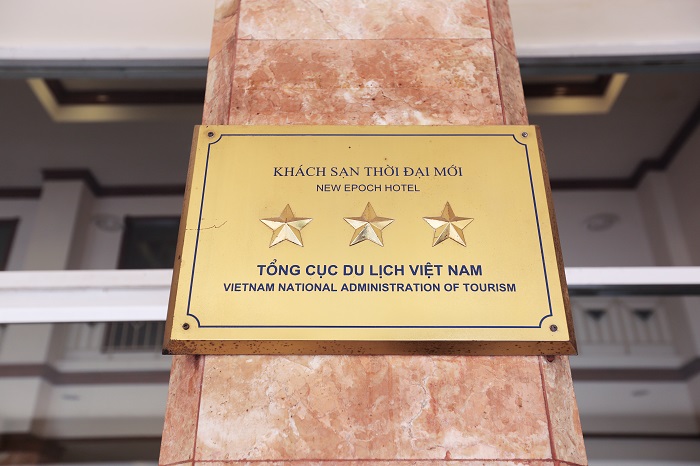 KHÁCH SẠN THỜI ĐẠI MỚI
NEW EPOCH HOTEL
TỔNG CỤC DU LỊCH VIỆT NAM
VIETNAM NATIONAL ADMINISTRATION OF TOURISM